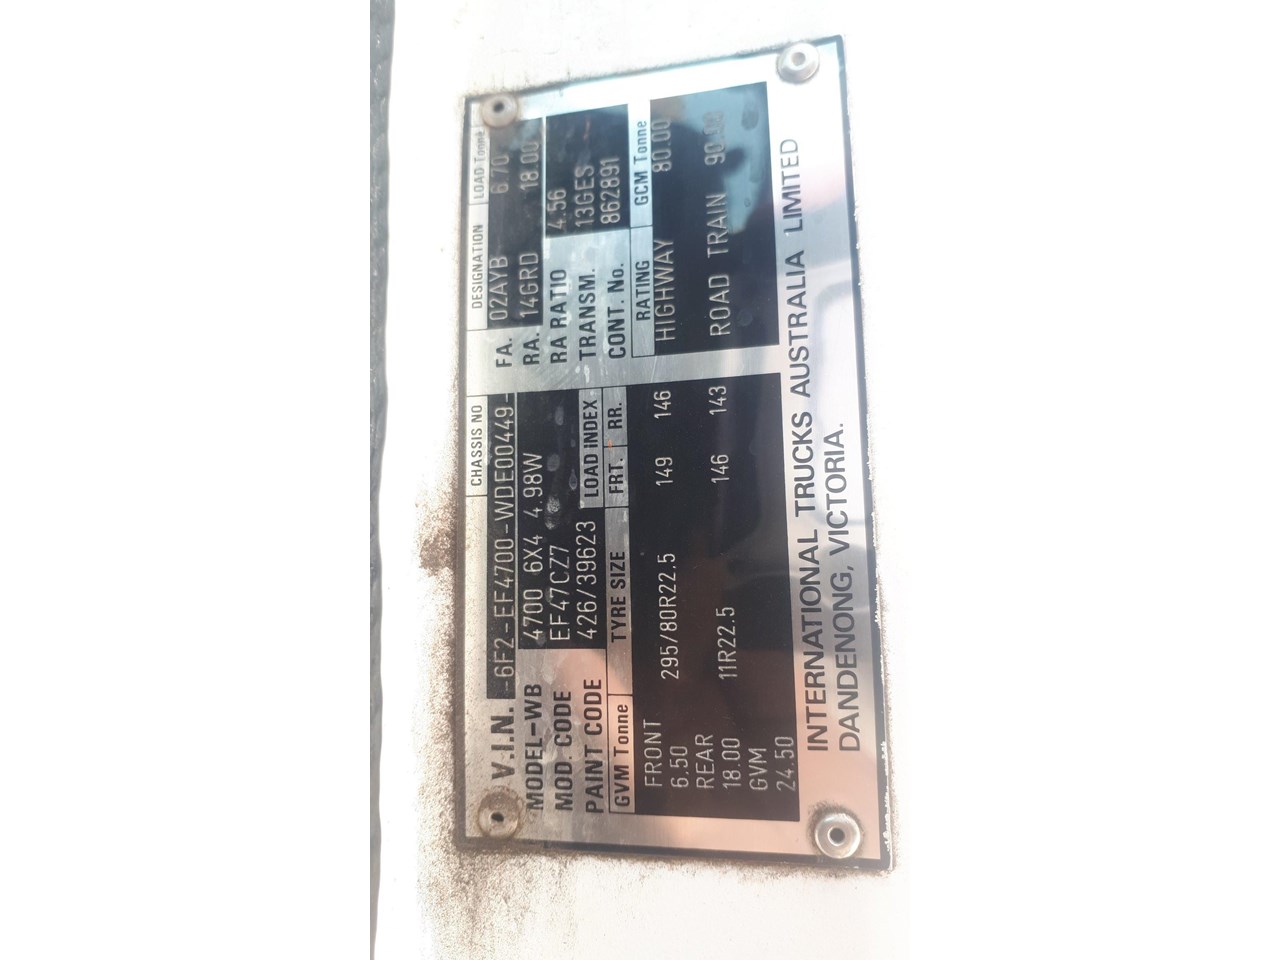 CHASSIS NO
V.I.N. -6F2-EF4700-WDE00449-
MODEL-WB 4700 6X4 4.98W
MOD. CODE EF47CZ7
PAINT CODE 426/39623
DESIGNATION LOAD Tonne
FA. 02AYB 6.70
RA. 14GRD 18.00
RA RATIO 4.56
TRANSM. 13GES
CONT. No. 862891
LOAD INDEX
GVM Tonne TYRE SIZE FRT. RR.
FRONT
6.50 295/80R22.5 149 146
REAR
18.00 11R22.5 146 143
GVM
24.50
RATING GCM Tonne
HIGHWAY 80.00
ROAD TRAIN 90.00
INTERNATIONAL TRUCKS AUSTRALIA LIMITED
DANDENONG, VICTORIA.